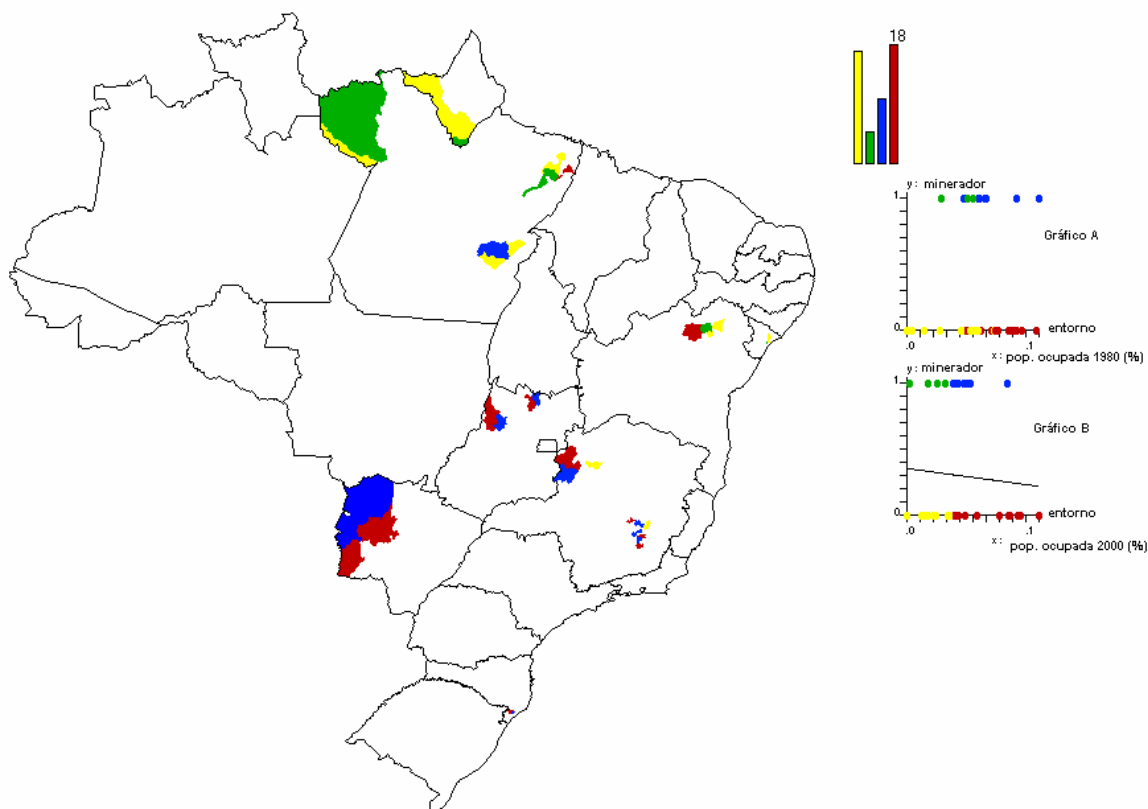 18
y: minerador
1
Gráfico A
0
entorno
.0
.1
x: pop. ocupada 1980 (%)
y: minerador
1
Gráfico B
0
entorno
.0
.1
x: pop. ocupada 2000 (%)